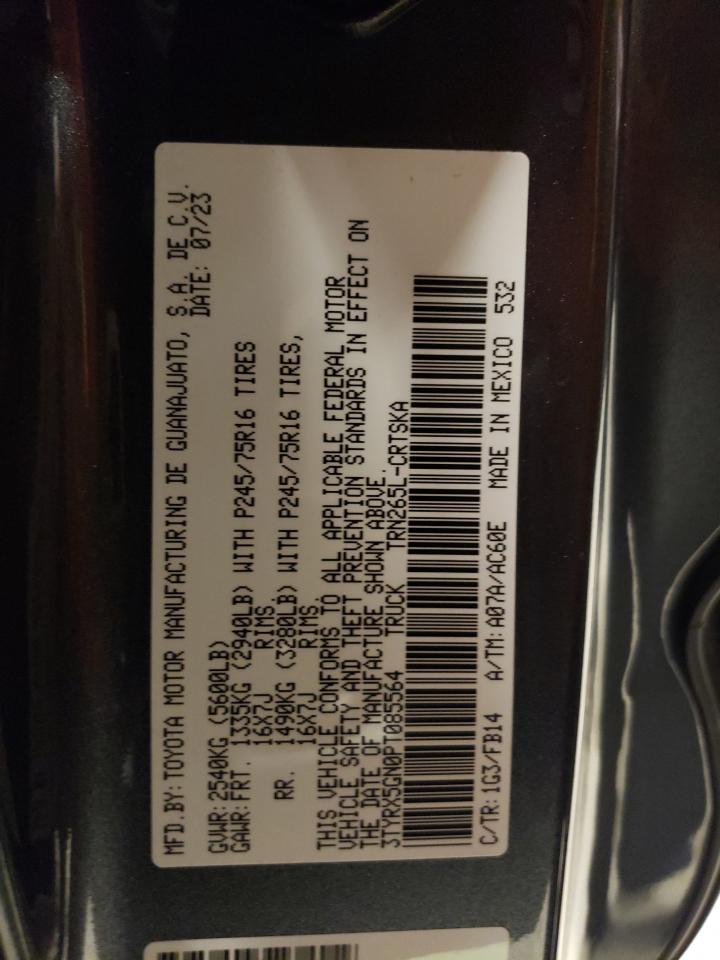 MFD.BY:TOYOTA MOTOR MANUFACTURING DE GUANAJUATO, S.A. DE C.V.
DATE: 07/23
GVWR:2540KG (5600LB)
GAWR:FRT. 1335KG (2940LB) WITH P245/75R16 TIRES
16X7J RIMS.
RR. 1490KG (3280LB) WITH P245/75R16 TIRES,
16X7J RIMS.
THIS VEHICLE CONFORMS TO ALL APPLICABLE FEDERAL MOTOR
VEHICLE SAFETY AND THEFT PREVENTION STANDARDS IN EFFECT ON
THE DATE OF MANUFACTURE SHOWN ABOVE.
3TYRX5GN0PT085564 TRUCK TRN265L-CRTSKA
C/TR:1G3/FB14 A/TM:A07A/AC60E MADE IN MEXICO 532